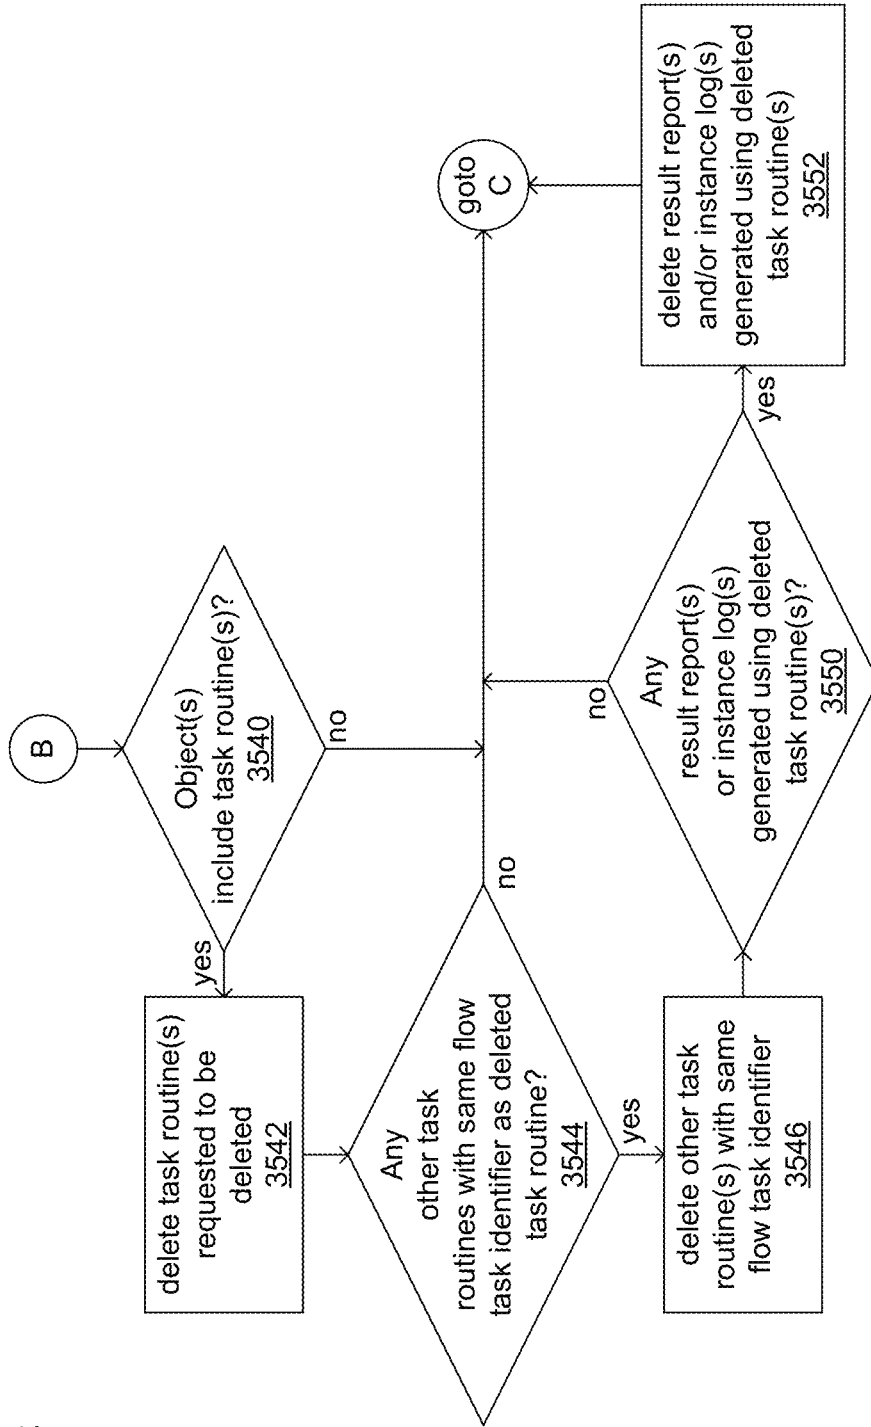 B
Object(s)
include task routine(s)?
3540
yes
no
delete task routine(s)
requested to be
deleted
3542
Any
other task
routines with same flow
task identifier as deleted
task routine?
3544
no
yes
delete other task
routine(s) with same
flow task identifier
3546
Any
result report(s)
or instance log(s)
generated using deleted
task routine(s)?
3550
no
yes
delete result report(s)
and/or instance log(s)
generated using deleted
task routine(s)
3552
goto
C